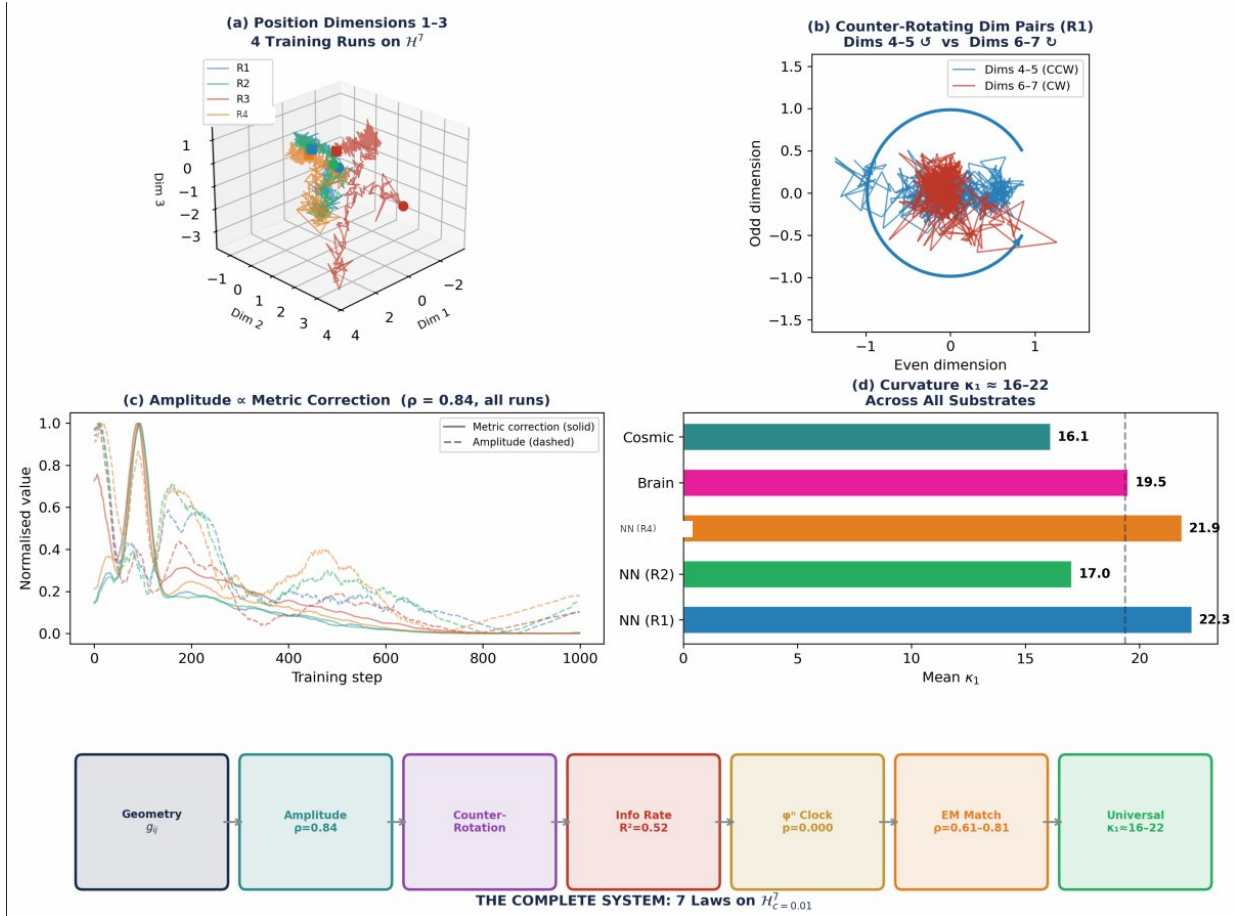 (a) Position Dimensions 1–3
4 Training Runs on ℋ⁷
R1
R2
R3
R4
1
0
−1
−2
−3
Dim 3
−1
0
1
2
3
4
Dim 2
4
2
0
−2
Dim 1
(b) Counter-Rotating Dim Pairs (R1)
Dims 4–5 ↺ vs Dims 6–7 ↻
Dims 4–5 (CCW)
Dims 6–7 (CW)
1.5
1.0
0.5
0.0
−0.5
−1.0
−1.5
Odd dimension
−1
0
1
Even dimension
(c) Amplitude ∝ Metric Correction (ρ = 0.84, all runs)
Metric correction (solid)
Amplitude (dashed)
1.0
0.8
0.6
0.4
0.2
0.0
Normalised value
0
200
400
600
800
1000
Training step
(d) Curvature κ₁ ≈ 16–22
Across All Substrates
Cosmic
16.1
Brain
19.5
NN (R4)
21.9
NN (R2)
17.0
NN (R1)
22.3
0
5
10
15
20
Mean κ₁
Geometry
gᵢⱼ
Amplitude
ρ=0.84
Counter-
Rotation
Info Rate
R²=0.52
φⁿ Clock
p=0.000
EM Match
ρ=0.61–0.81
Universal
κ₁≈16–22
THE COMPLETE SYSTEM: 7 Laws on ℋ⁷c=0.01